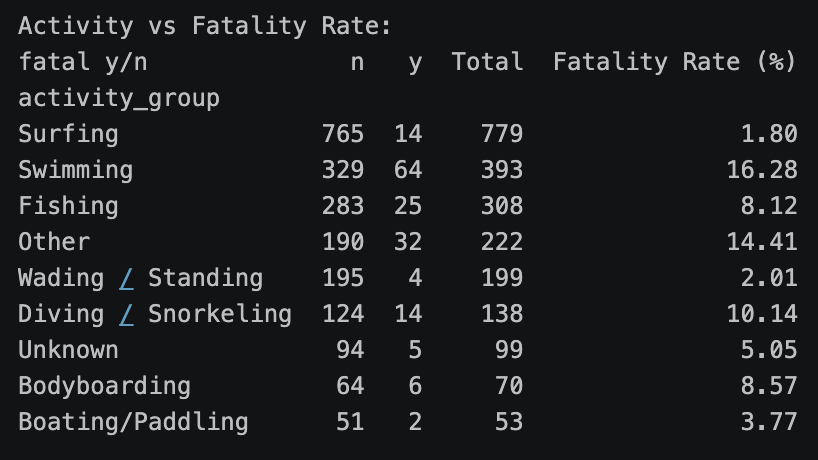 Activity vs Fatality Rate:
fatal y/n n y Total Fatality Rate (%)
activity_group
Surfing 765 14 779 1.80
Swimming 329 64 393 16.28
Fishing 283 25 308 8.12
Other 190 32 222 14.41
Wading / Standing 195 4 199 2.01
Diving / Snorkeling 124 14 138 10.14
Unknown 94 5 99 5.05
Bodyboarding 64 6 70 8.57
Boating/Paddling 51 2 53 3.77